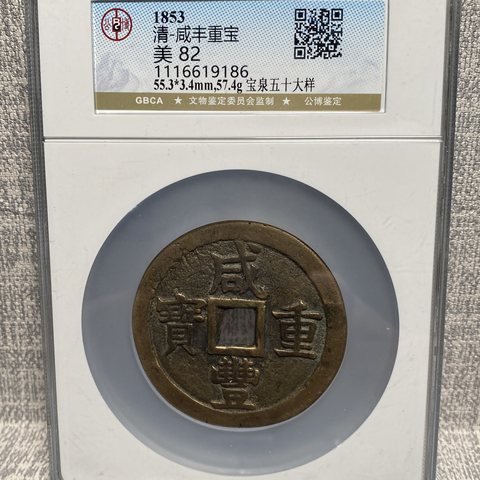 1853
清-咸丰重宝
美 82
1116619186
55.3*3.4mm,57.4g 宝泉五十大样
GBCA ★ 文物鉴定委员会监制 ★ 公博鉴定
咸
寶 重
豐